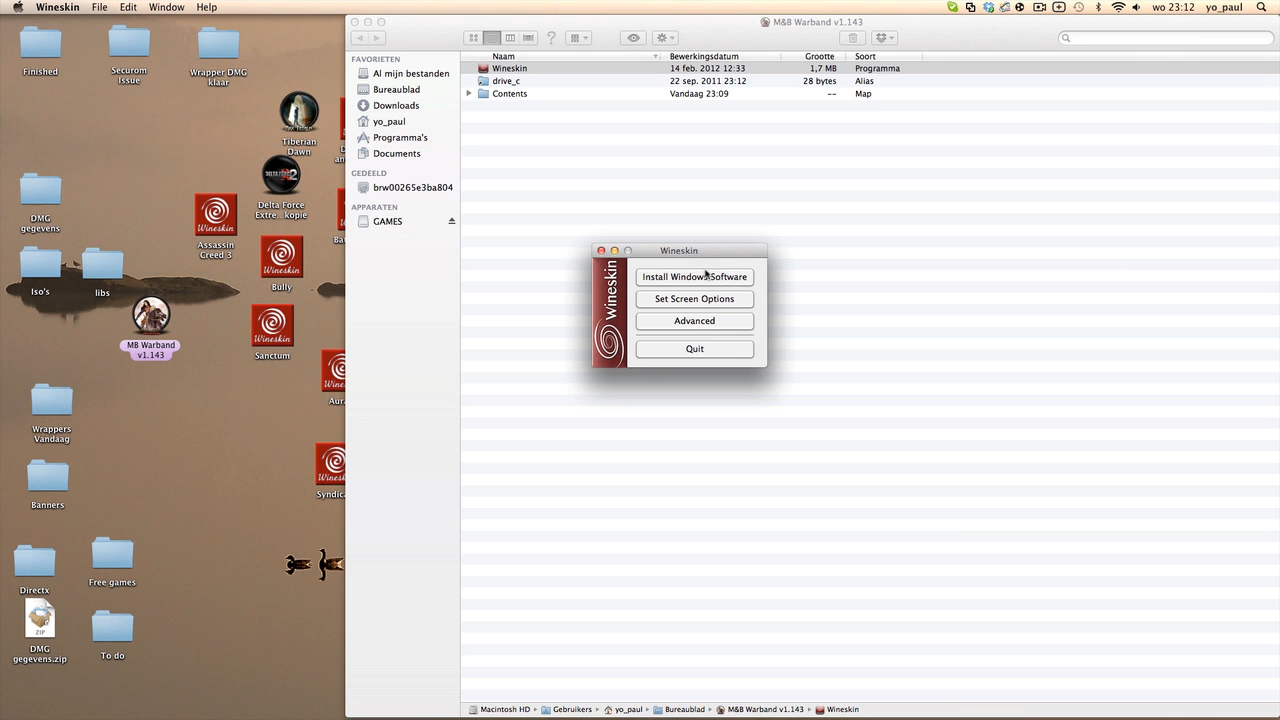 Wineskin File Edit Window Help
wo 23:12 yo_paul
M&B Warband v1.143
FAVORIETEN
Al mijn bestanden
Bureaublad
Downloads
yo_paul
Programma's
Documents
GEDEELD
brw00265e3ba804
APPARATEN
GAMES
Naam Bewerkingsdatum Grootte Soort
Wineskin 14 feb. 2012 12:33 1,7 MB Programma
drive_c 22 sep. 2011 23:12 28 bytes Alias
Contents Vandaag 23:09 -- Map
Wineskin
Wineskin
Install Windows Software
Set Screen Options
Advanced
Quit
Finished
Securom
Issue
Wrapper DMG
klaar
Tiberian
Dawn
DMG
gegevens
Delta Force
Extre...kopie
Wineskin
Assassin
Creed 3
Wineskin
Bully
Iso's
libs
MB Warband
v1.143
Wineskin
Sanctum
Wrappers
Vandaag
Banners
Directx
Free games
ZIP
DMG
gegevens.zip
To do
Macintosh HD Gebruikers yo_paul Bureaublad M&B Warband v1.143 Wineskin